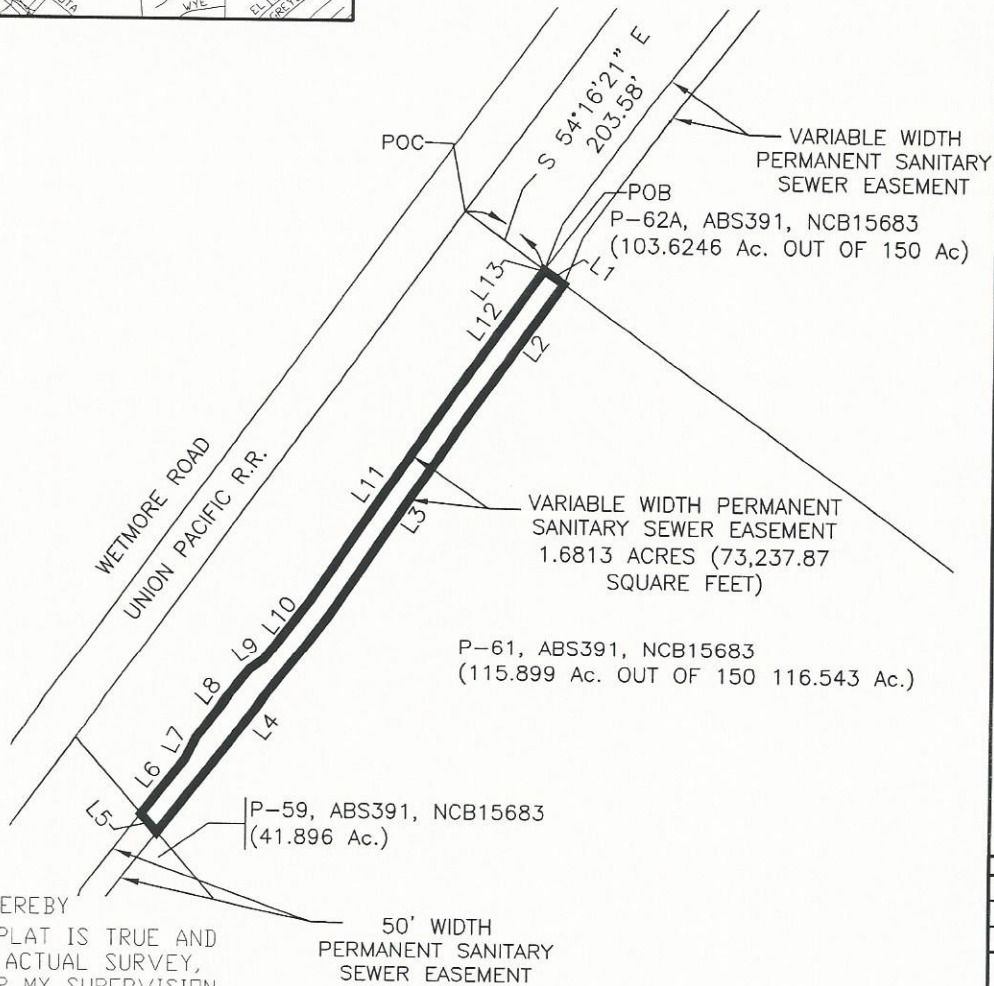 WYE
S 54°16'21" E
203.58'
POC
VARIABLE WIDTH
PERMANENT SANITARY
SEWER EASEMENT
POB
P-62A, ABS391, NCB15683
(103.6246 Ac. OUT OF 150 Ac)
L1
L13
L12
L2
WETMORE ROAD
UNION PACIFIC R.R.
L11
L3
VARIABLE WIDTH PERMANENT
SANITARY SEWER EASEMENT
1.6813 ACRES (73,237.87
SQUARE FEET)
L10
L9
P-61, ABS391, NCB15683
(115.899 Ac. OUT OF 150 116.543 Ac.)
L8
L4
L7
L6
L5
P-59, ABS391, NCB15683
(41.896 Ac.)
EREBY
PLAT IS TRUE AND
ACTUAL SURVEY,
MY SUPERVISION
50' WIDTH
PERMANENT SANITARY
SEWER EASEMENT